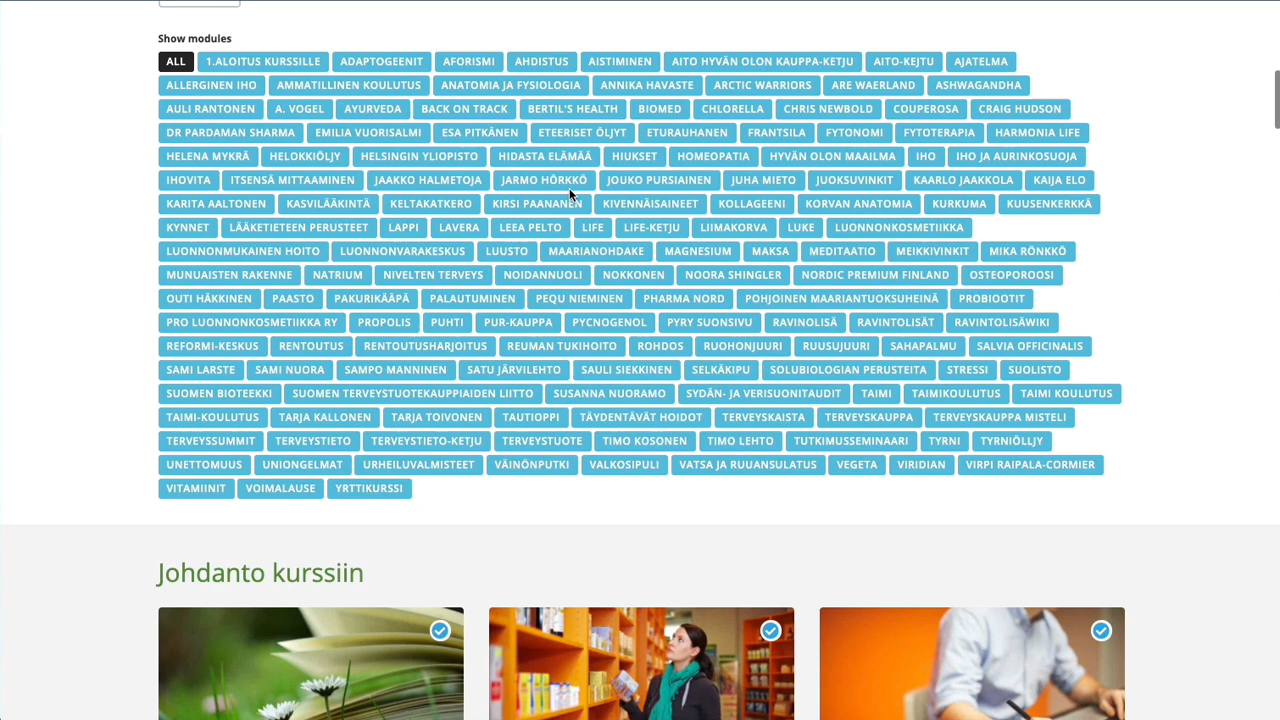 Show modules
ALL 1.ALOITUS KURSSILLE ADAPTOGEENIT AFORISMI AHDISTUS AISTIMINEN AITO HYVÄN OLON KAUPPA-KETJU AITO-KEJTU AJATELMA
ALLERGINEN IHO AMMATILLINEN KOULUTUS ANATOMIA JA FYSIOLOGIA ANNIKA HAVASTE ARCTIC WARRIORS ARE WAERLAND ASHWAGANDHA
AULI RANTONEN A. VOGEL AYURVEDA BACK ON TRACK BERTIL'S HEALTH BIOMED CHLORELLA CHRIS NEWBOLD COUPEROSA CRAIG HUDSON
DR PARDAMAN SHARMA EMILIA VUORISALMI ESA PITKÄNEN ETEERISET ÖLJYT ETURAUHANEN FRANTSILA FYTONOMI FYTOTERAPIA HARMONIA LIFE
HELENA MYKRÄ HELOKKIÖLJY HELSINGIN YLIOPISTO HIDASTA ELÄMÄÄ HIUKSET HOMEOPATIA HYVÄN OLON MAAILMA IHO IHO JA AURINKOSUOJA
IHOVITA ITSENSÄ MITTAAMINEN JAAKKO HALMETOJA JARMO HÖRKKÖ JOUKO PURSIAINEN JUHA MIETO JUOKSUVINKIT KAARLO JAAKKOLA KAIJA ELO
KARITA AALTONEN KASVILÄÄKINTÄ KELTAKATKERO KIRSI PAANANEN KIVENNÄISAINEET KOLLAGEENI KORVAN ANATOMIA KURKUMA KUUSENKERKKÄ
KYNNET LÄÄKETIETEEN PERUSTEET LAPPI LAVERA LEEA PELTO LIFE LIFE-KETJU LIIMAKORVA LUKE LUONNONKOSMETIIKKA
LUONNONMUKAINEN HOITO LUONNONVARAKESKUS LUUSTO MAARIANOHDAKE MAGNESIUM MAKSA MEDITAATIO MEIKKIVINKIT MIKA RÖNKKÖ
MUNUAISTEN RAKENNE NATRIUM NIVELTEN TERVEYS NOIDANNUOLI NOKKONEN NOORA SHINGLER NORDIC PREMIUM FINLAND OSTEOPOROOSI
OUTI HÄKKINEN PAASTO PAKURIKÄÄPÄ PALAUTUMINEN PEQU NIEMINEN PHARMA NORD POHJOINEN MAARIANTUOKSUHEINÄ PROBIOOTIT
PRO LUONNONKOSMETIIKKA RY PROPOLIS PUHTI PUR-KAUPPA PYCNOGENOL PYRY SUONSIVU RAVINOLISÄ RAVINTOLISÄT RAVINTOLISÄWIKI
REFORMI-KESKUS RENTOUTUS RENTOUTUSHARJOITUS REUMAN TUKIHOITO ROHDOS RUOHONJUURI RUUSUJUURI SAHAPALMU SALVIA OFFICINALIS
SAMI LARSTE SAMI NUORA SAMPO MANNINEN SATU JÄRVILEHTO SAULI SIEKKINEN SELKÄKIPU SOLUBIOLOGIAN PERUSTEITA STRESSI SUOLISTO
SUOMEN BIOTEEKKI SUOMEN TERVEYSTUOTEKAUPPIAIDEN LIITTO SUSANNA NUORAMO SYDÄN- JA VERISUONITAUDIT TAIMI TAIMIKOULUTUS TAIMI KOULUTUS
TAIMI-KOULUTUS TARJA KALLONEN TARJA TOIVONEN TAUTIOPPI TÄYDENTÄVÄT HOIDOT TERVEYSKAISTA TERVEYSKAUPPA TERVEYSKAUPPA MISTELI
TERVEYSSUMMIT TERVEYSTIETO TERVEYSTIETO-KETJU TERVEYSTUOTE TIMO KOSONEN TIMO LEHTO TUTKIMUSSEMINAARI TYRNI TYRNIÖLLJY
UNETTOMUUS UNIONGELMAT URHEILUVALMISTEET VÄINÖNPUTKI VALKOSIPULI VATSA JA RUUANSULATUS VEGETA VIRIDIAN VIRPI RAIPALA-CORMIER
VITAMIINIT VOIMALAUSE YRTTIKURSSI
Johdanto kurssiin